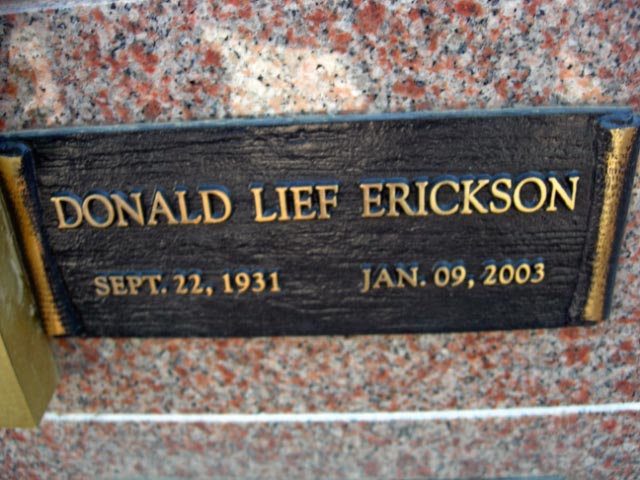 DONALD LIEF ERICKSON
SEPT. 22, 1931 JAN. 09, 2003